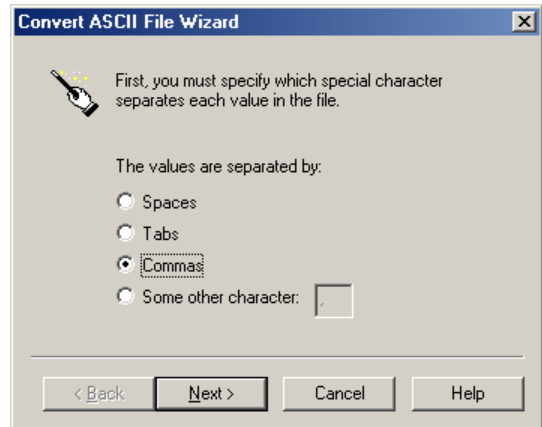 Convert ASCII File Wizard
First, you must specify which special character
separates each value in the file.
The values are separated by:
Spaces
Tabs
Commas
Some other character: ,
< Back Next > Cancel Help